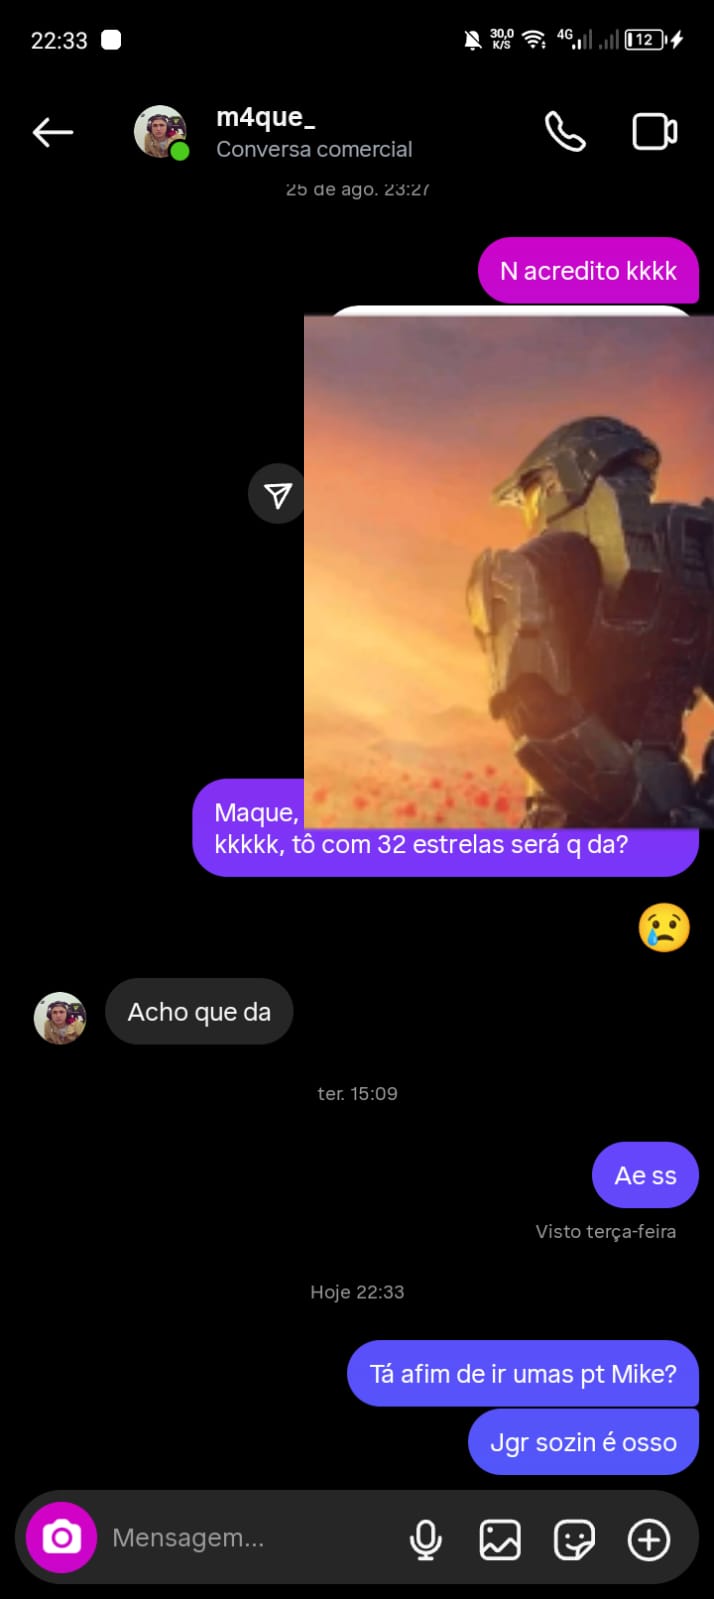 22:33
30,0
K/S
4G
12
m4que_
Conversa comercial
25 de ago. 23:27
N acredito kkkk
Maque,
kkkkk, tô com 32 estrelas será q da?
Acho que da
ter. 15:09
Ae ss
Visto terça-feira
Hoje 22:33
Tá afim de ir umas pt Mike?
Jgr sozin é osso
Mensagem...